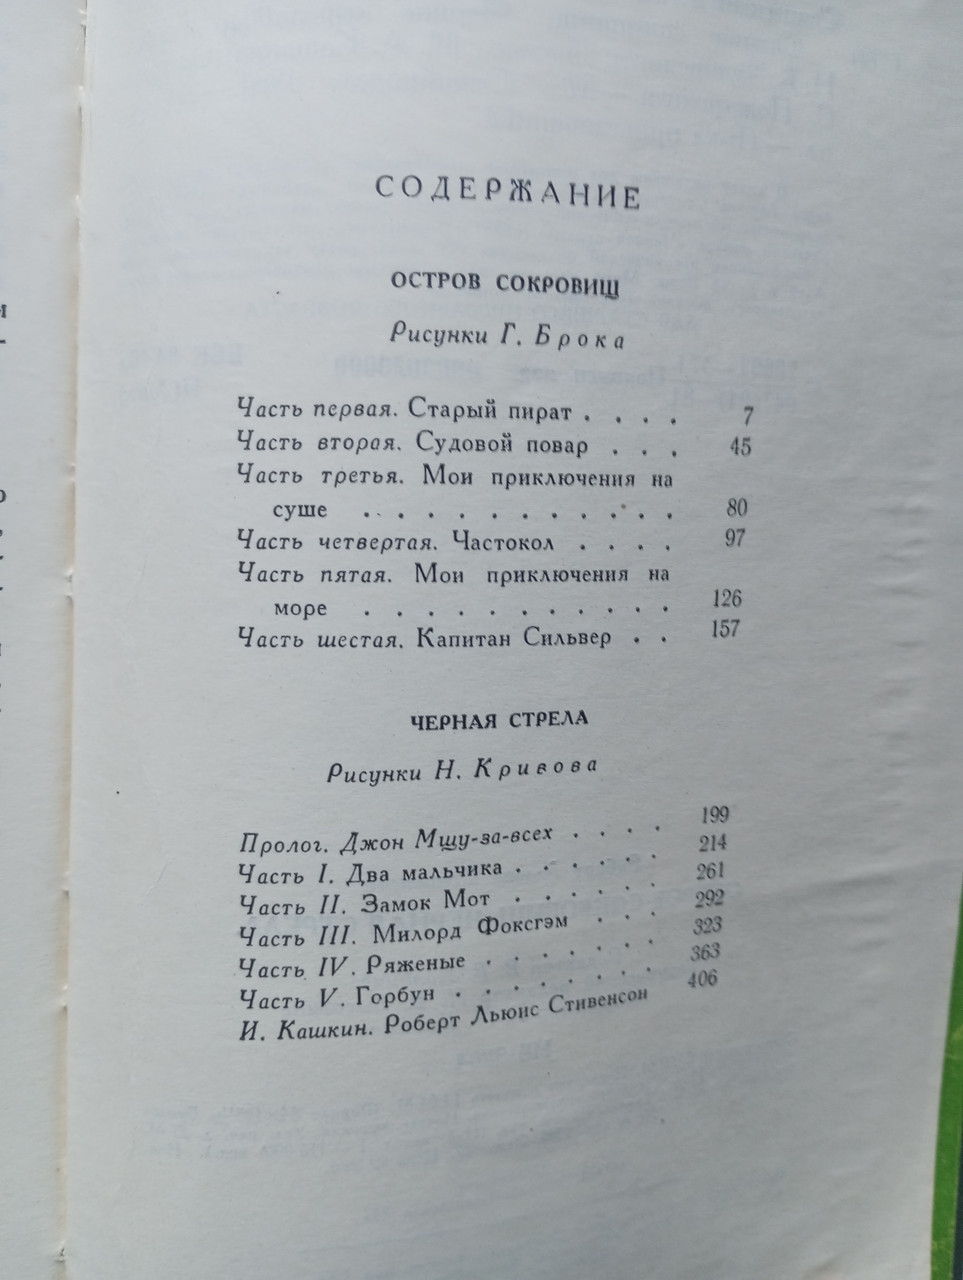 СОДЕРЖАНИЕ
ОСТРОВ СОКРОВИЩ
Рисунки Г. Брока
Часть первая. Старый пират . . . . 7
Часть вторая. Судовой повар . . . 45
Часть третья. Мои приключения на
суше . . . . . . . . . . . 80
Часть четвертая. Частокол . . . . 97
Часть пятая. Мои приключения на
море . . . . . . . . . . . 126
Часть шестая. Капитан Сильвер . . 157
ЧЕРНАЯ СТРЕЛА
Рисунки Н. Кривова
Пролог. Джон Мщу-за-всех . . . . 199
Часть I. Два мальчика . . . . . . 214
Часть II. Замок Мот . . . . . . 261
Часть III. Милорд Фоксгэм . . . 292
Часть IV. Ряженые . . . . . . . 323
Часть V. Горбун . . . . . . . . 363
И. Кашкин. Роберт Льюис Стивенсон 406